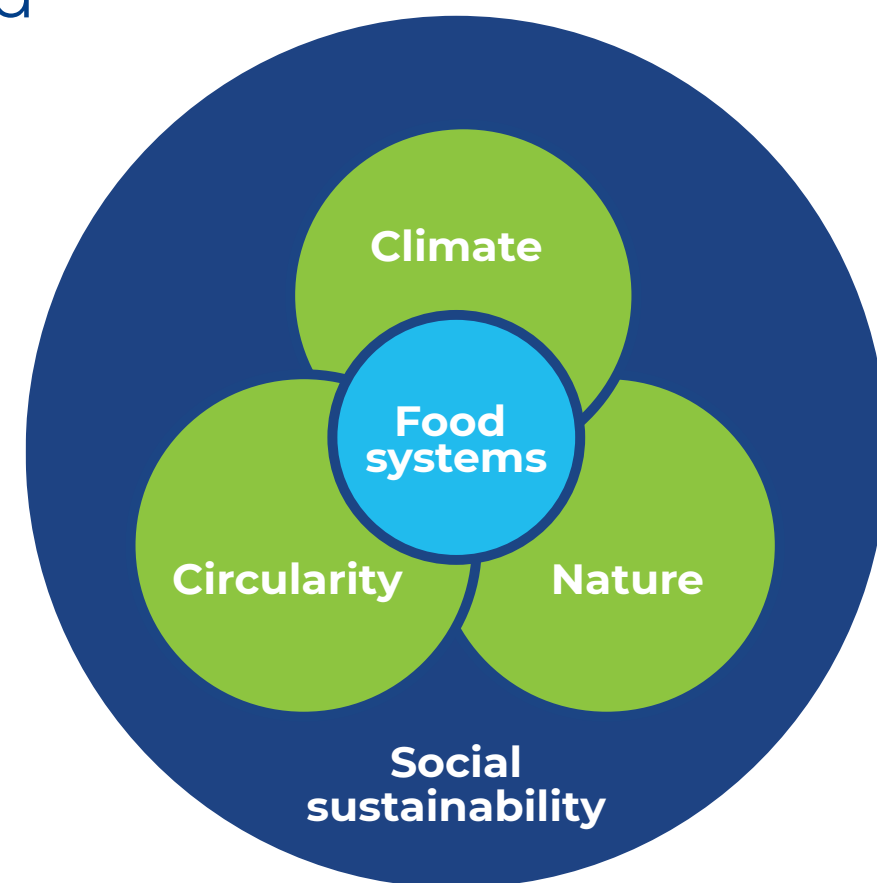 Climate
Food
systems
Circularity
Nature
Social
sustainability